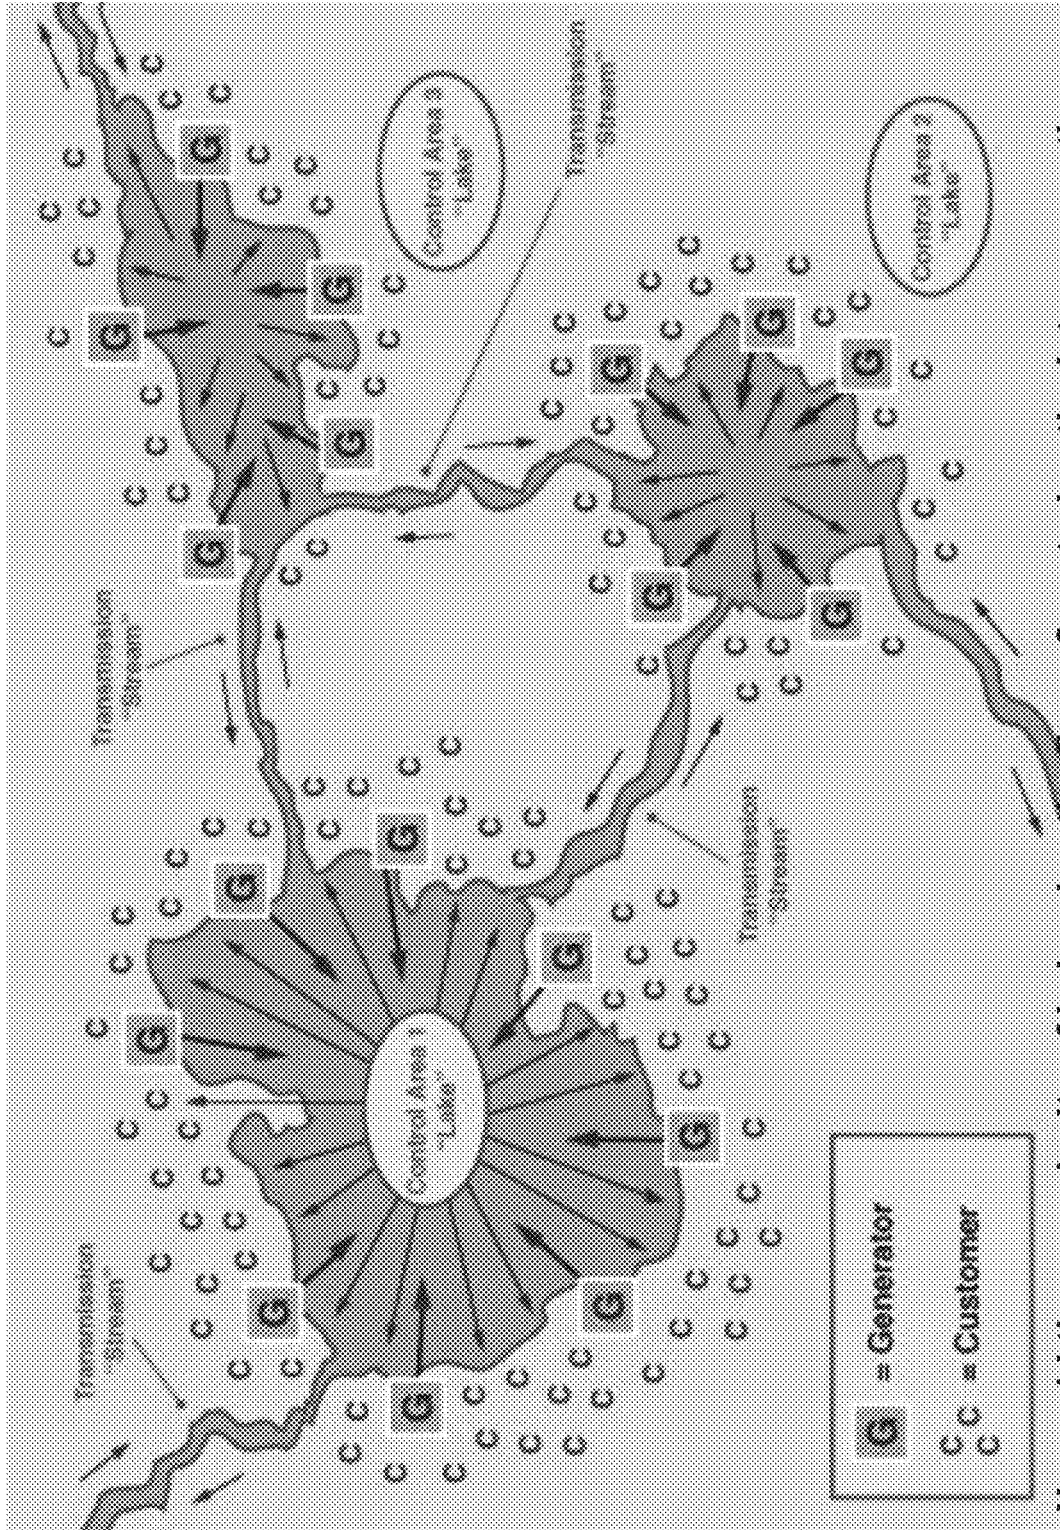 Transmission
"Stream"
Transmission
"Stream"
Control Area 1
"Lake"
Control Area 3
"Lake"
Transmission
"Stream"
Transmission
"Stream"
Control Area 2
"Lake"
G = Generator
C C C = Customer